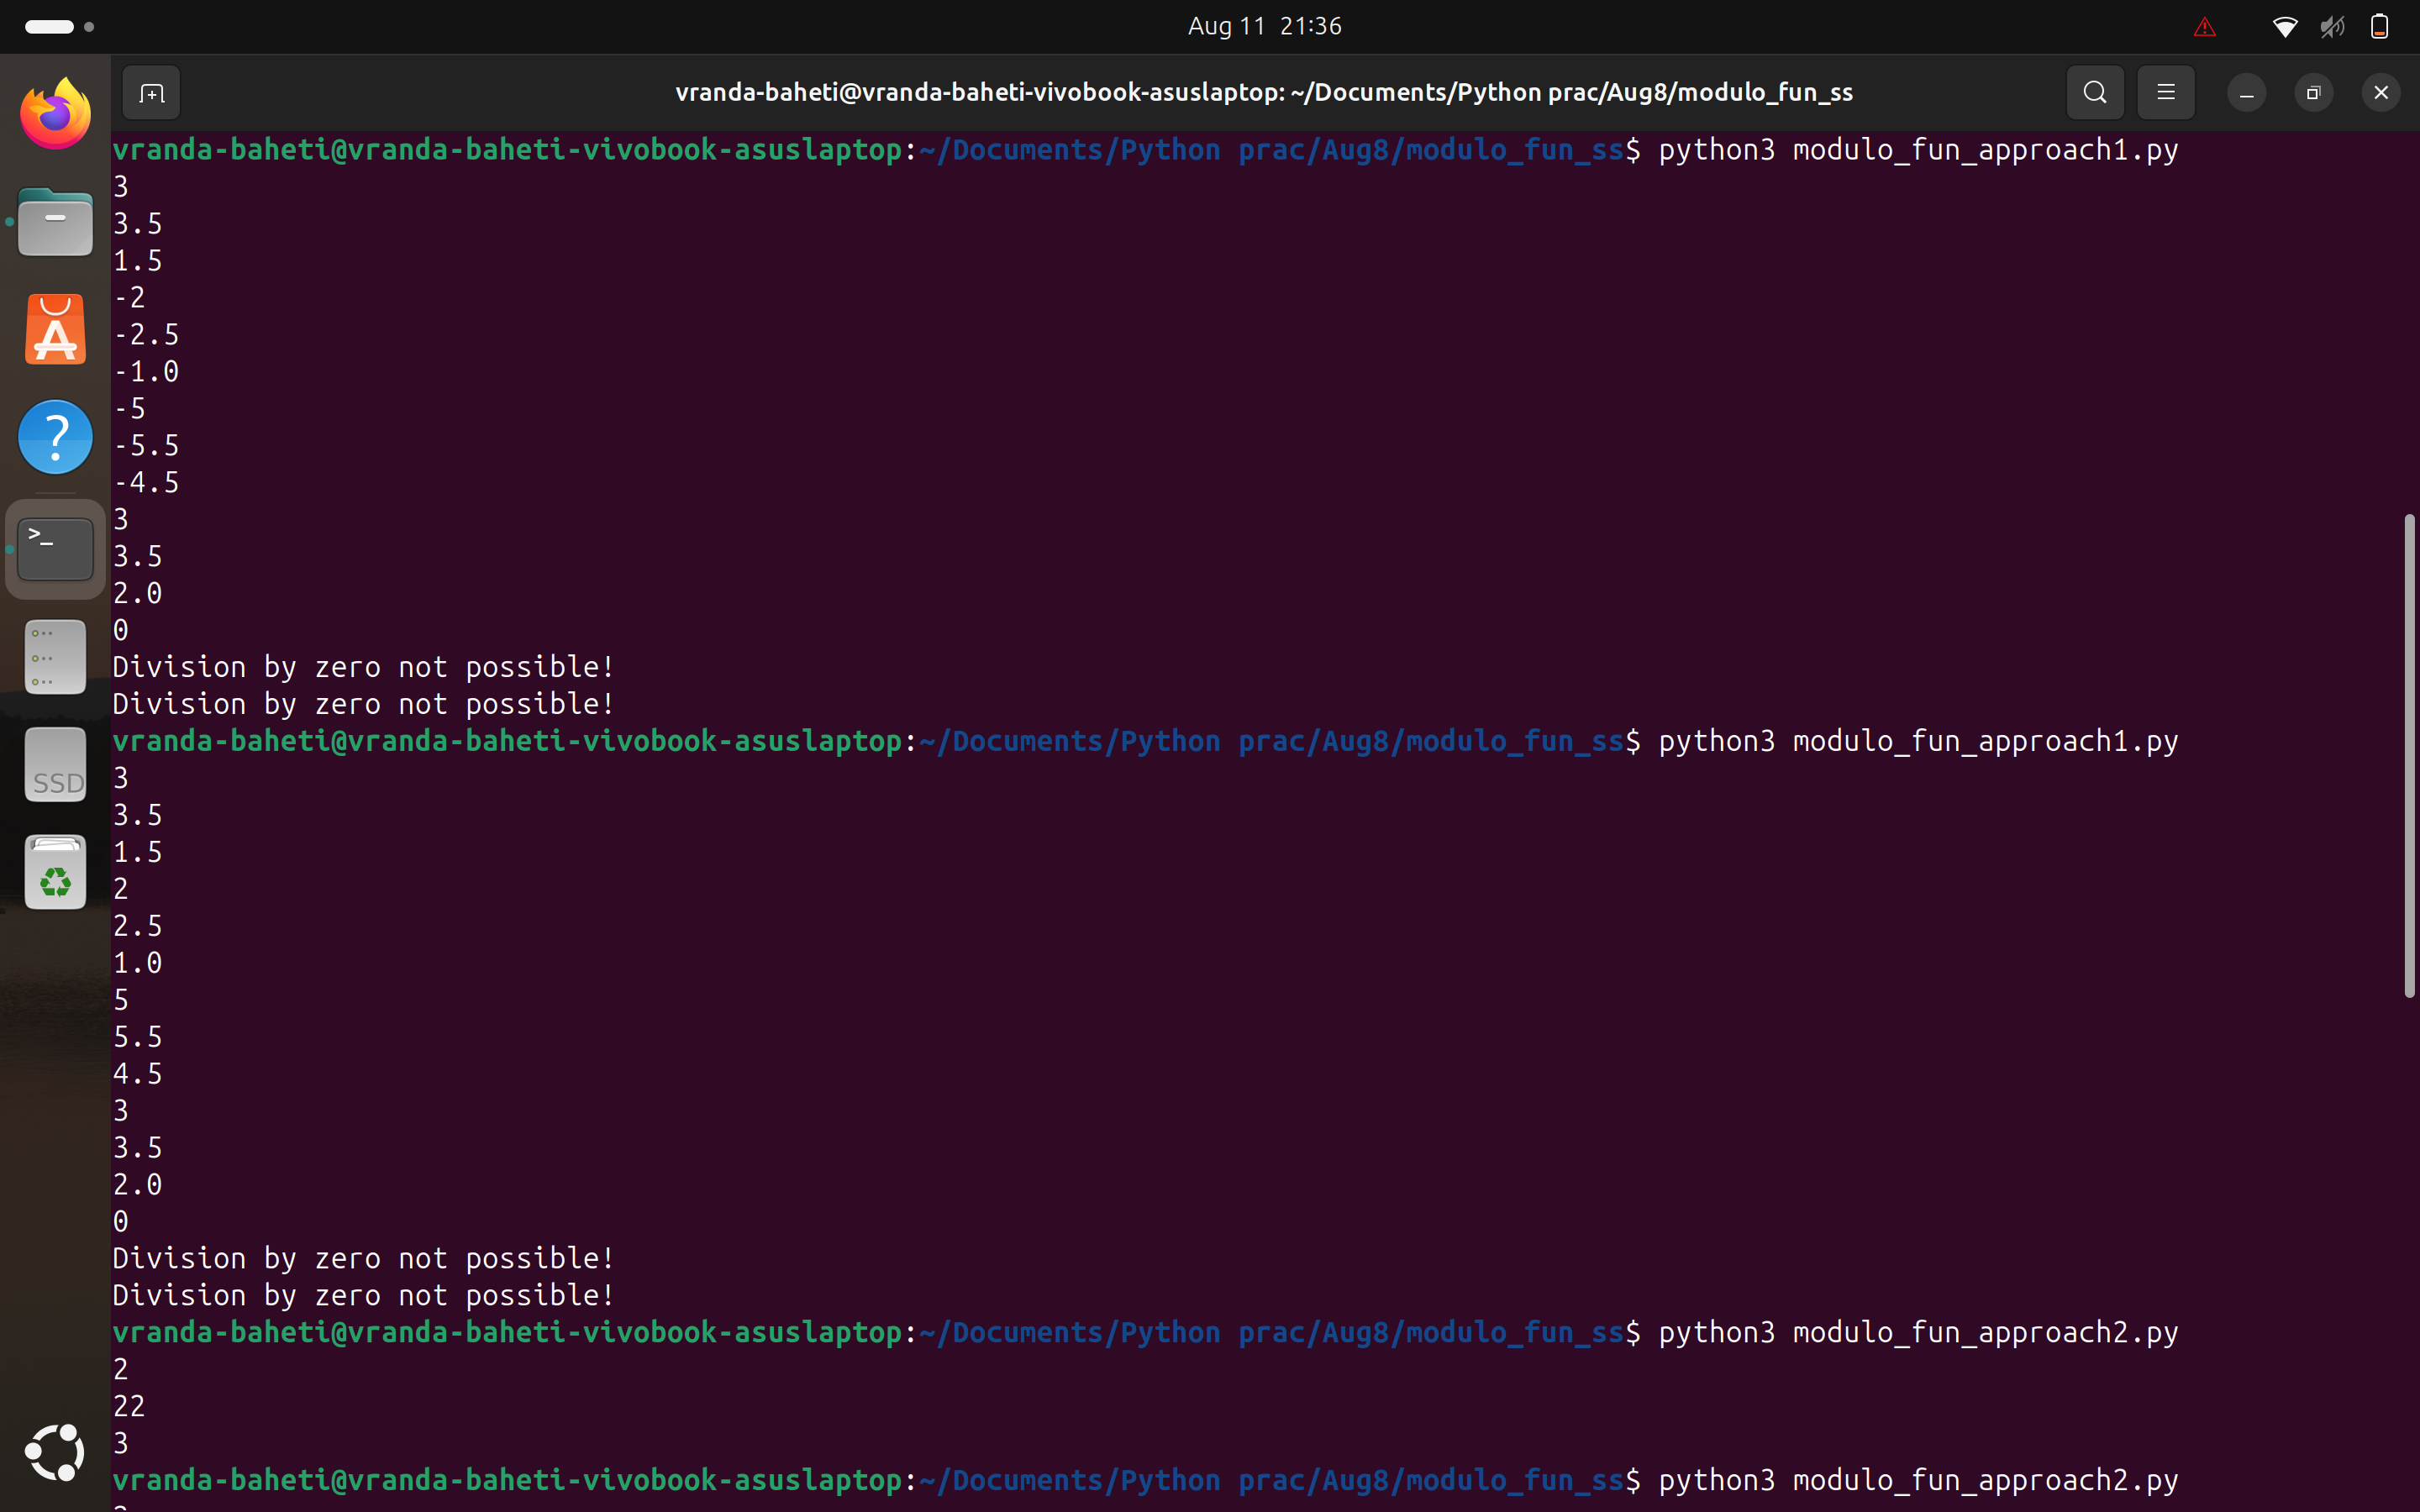 Aug 11 21:36
vranda-baheti@vranda-baheti-vivobook-asuslaptop: ~/Documents/Python prac/Aug8/modulo_fun_ss
vranda-baheti@vranda-baheti-vivobook-asuslaptop:~/Documents/Python prac/Aug8/modulo_fun_ss$ python3 modulo_fun_approach1.py
3
3.5
1.5
-2
-2.5
-1.0
-5
-5.5
-4.5
3
3.5
2.0
0
Division by zero not possible!
Division by zero not possible!
vranda-baheti@vranda-baheti-vivobook-asuslaptop:~/Documents/Python prac/Aug8/modulo_fun_ss$ python3 modulo_fun_approach1.py
3
3.5
1.5
2
2.5
1.0
5
5.5
4.5
3
3.5
2.0
0
Division by zero not possible!
Division by zero not possible!
vranda-baheti@vranda-baheti-vivobook-asuslaptop:~/Documents/Python prac/Aug8/modulo_fun_ss$ python3 modulo_fun_approach2.py
2
22
3
vranda-baheti@vranda-baheti-vivobook-asuslaptop:~/Documents/Python prac/Aug8/modulo_fun_ss$ python3 modulo_fun_approach2.py
SSD